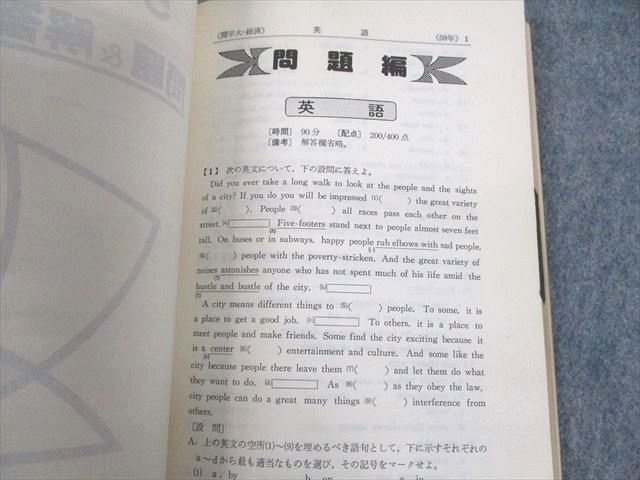 問題&解答
(関学大-経済)　英　語　(59年) 1
問題編
英　語
〔時間〕 90分　〔配点〕 200/400点
〔備考〕 解答欄省略。
【1】 次の英文について，下の設問に答えよ。
Did you ever take a long walk to look at the people and the sights
of a city? If you do you will be impressed (1)(　) the great variety
of (2)(　). People (3)(　) all races pass each other on the
street. (a) Five-footers stand next to people almost seven feet
(ア)
tall. On buses or in subways, happy people rub elbows with sad people,
(イ)
(4)(　) people with the poverty-stricken. And the great variety of
noises astonishes anyone who has not spent much of his life amid the
(ウ)
hustle and bustle of the city. (b)
(エ)
A city means different things to (5)(　) people. To some, it is
a place to get a good job. (c) To others, it is a place to
meet people and make friends. Some find the city exciting because it
is a center (6)(　) entertainment and culture. And some like the
(オ)
city because people there leave them (7)(　) and let them do what
they want to do. (d) As (8)(　) as they obey the law,
city people can do a great many things (9)(　) interference from
others.
〔設 問〕
A．上の英文の空所(1)～(9)を埋めるべき語句として，下に示すそれぞれの
a～dから最も適当なものを選び，その記号をマークせよ。
(1) a．by　b．on　c．in